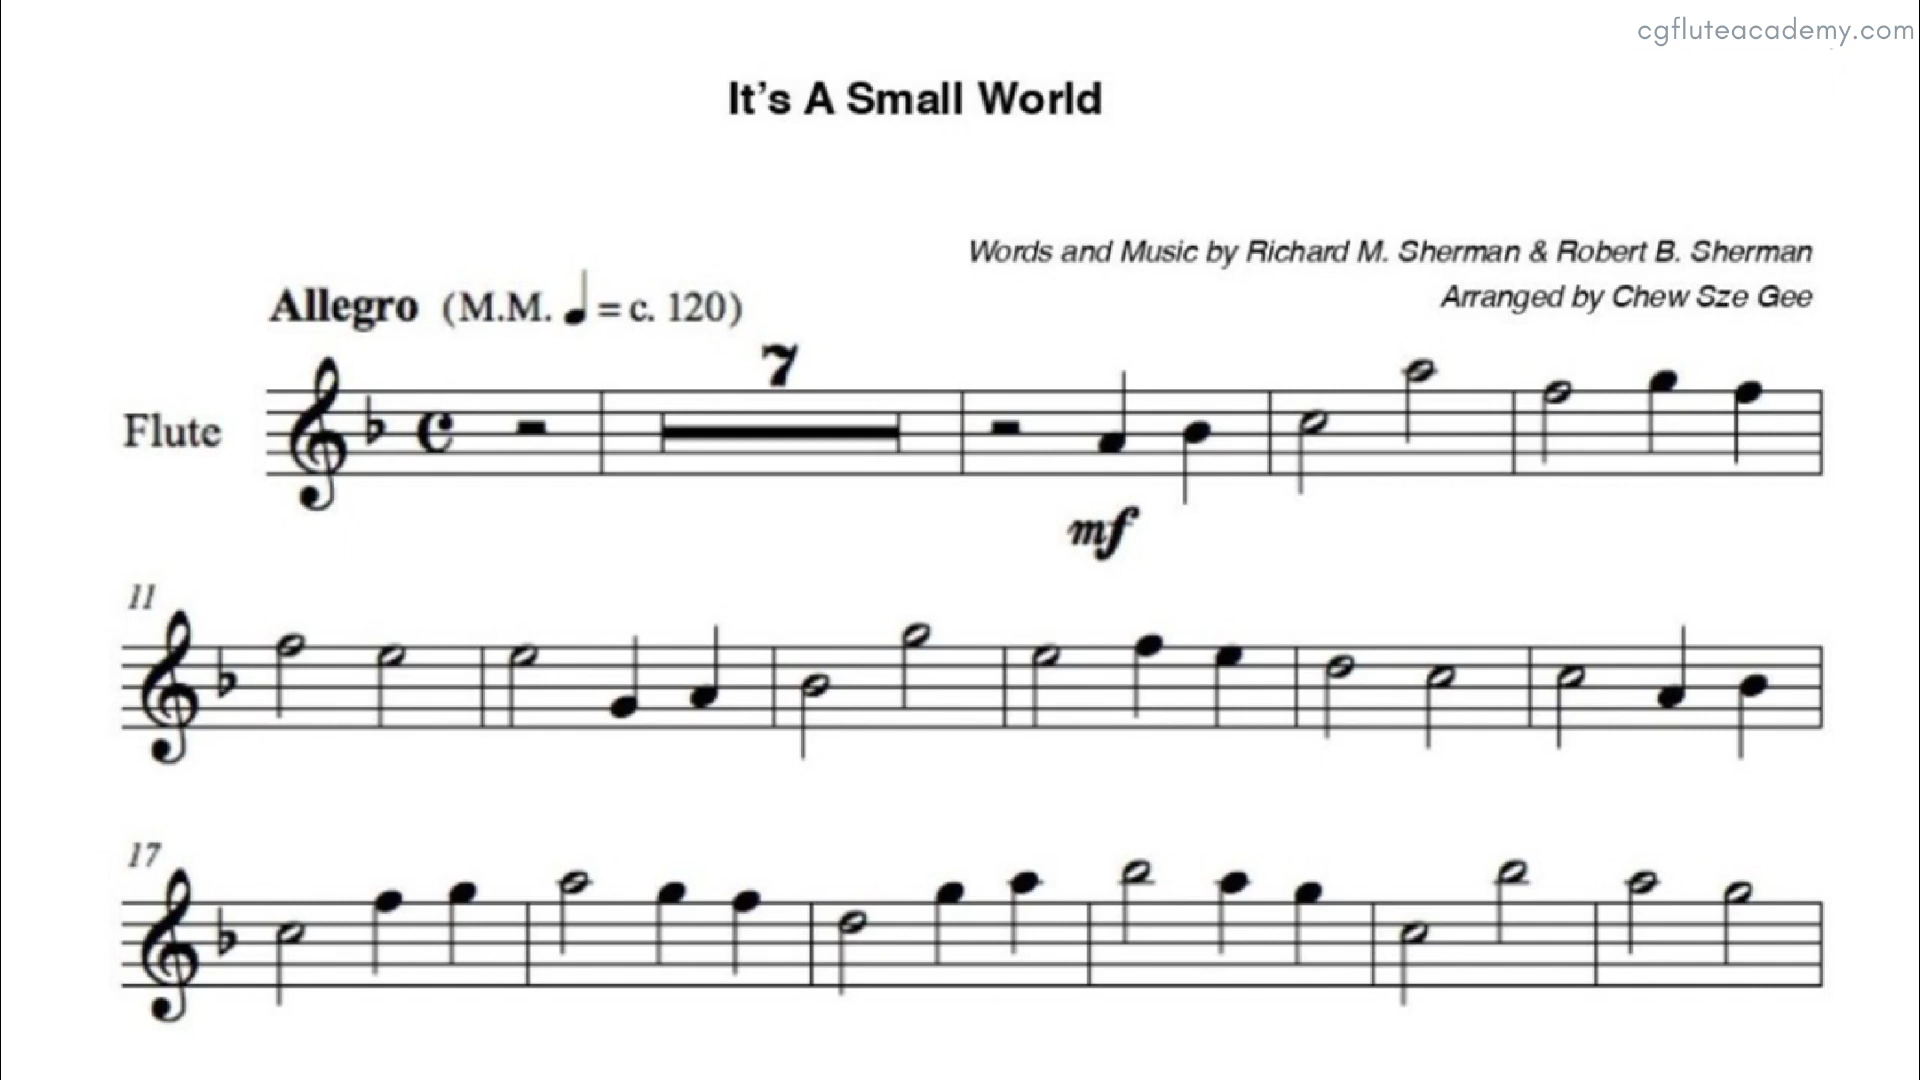 cgfluteacademy.com
It's A Small World
Words and Music by Richard M. Sherman & Robert B. Sherman
Arranged by Chew Sze Gee
Allegro (M.M. ♩ = c. 120)
7
Flute
mf
11
17